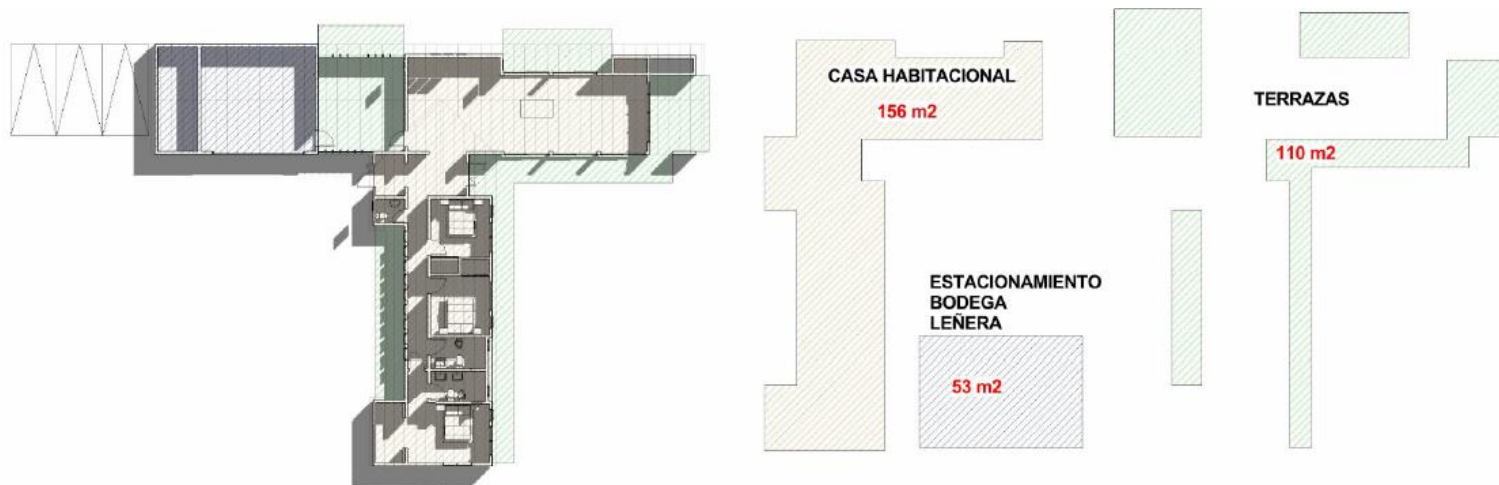 CASA HABITACIONAL
156 m2
TERRAZAS
110 m2
ESTACIONAMIENTO
BODEGA
LEÑERA
53 m2